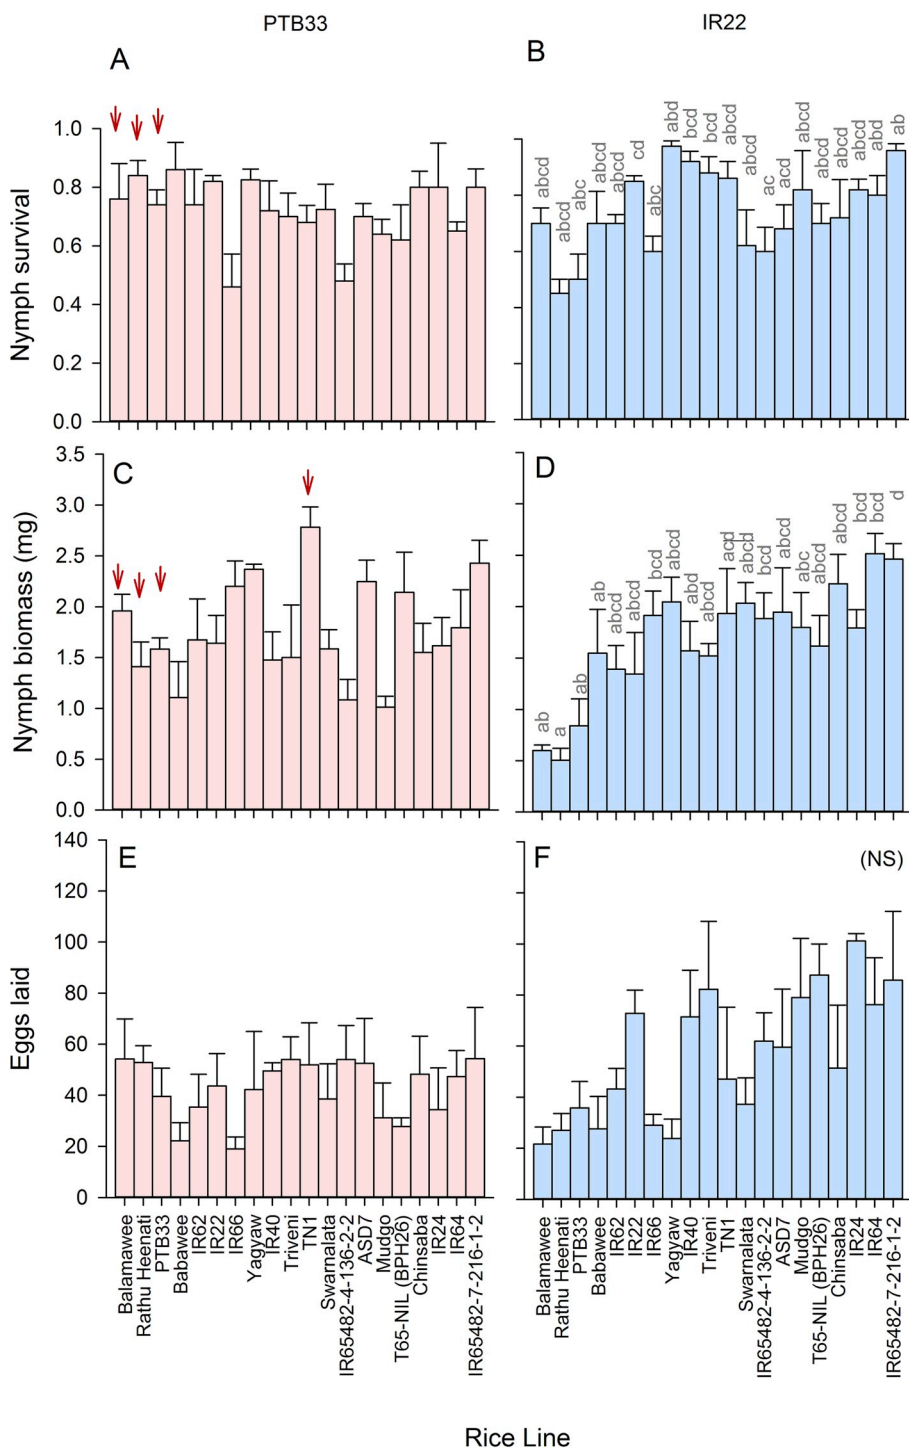 PTB33
IR22
A
B
Nymph survival
1.0
0.8
0.6
0.4
0.2
0.0
abcd
abcd
abc
abcd
abcd
cd
abc
abd
bcd
bcd
abcd
abcd
ac
acd
abcd
abcd
abcd
abcd
abd
ab
C
D
Nymph biomass (mg)
3.5
3.0
2.5
2.0
1.5
1.0
0.5
0.0
ab
a
ab
ab
abcd
abcd
bcd
abcd
abd
abcd
acd
abcd
bcd
abcd
abc
abcd
abcd
bcd
bcd
d
E
F
(NS)
Eggs laid
140
120
100
80
60
40
20
0
Balamawee
Rathu Heenati
PTB33
Babawee
IR62
IR22
IR66
Yagyaw
IR40
Triveni
TN1
Swarnalata
IR65482-4-136-2-2
ASD7
Mudgo
T65-NIL (BPH26)
Chinsaba
IR24
IR64
IR65482-7-216-1-2
Balamawee
Rathu Heenati
PTB33
Babawee
IR62
IR22
IR66
Yagyaw
IR40
Triveni
TN1
Swarnalata
IR65482-4-136-2-2
ASD7
Mudgo
T65-NIL (BPH26)
Chinsaba
IR24
IR64
IR65482-7-216-1-2
Rice Line